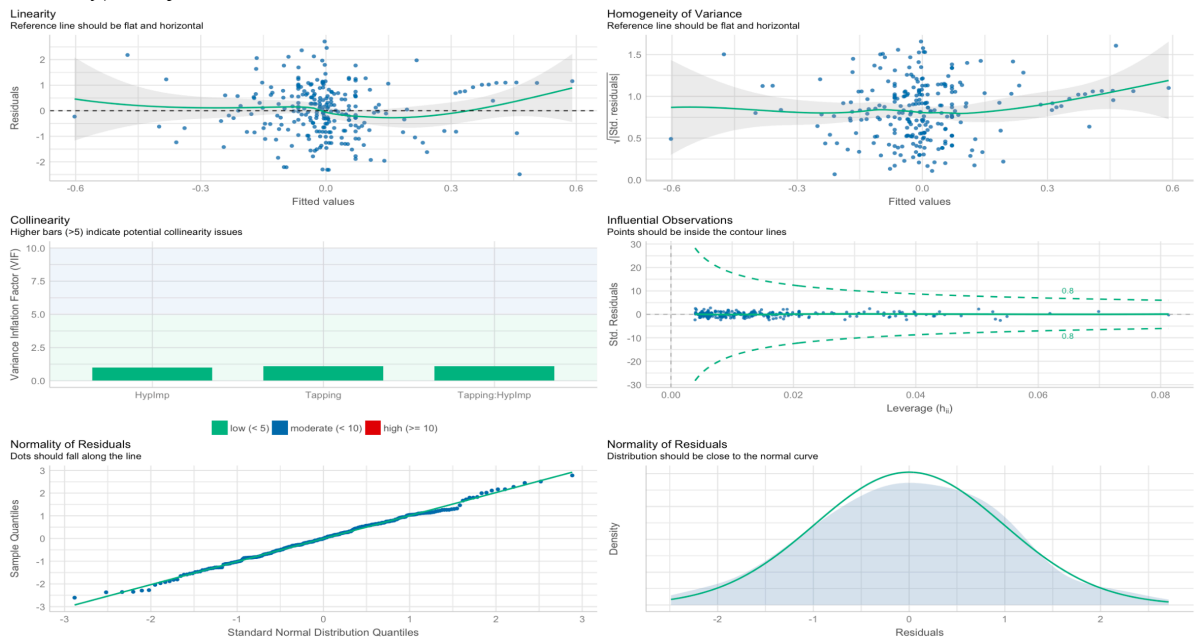 Linearity
Reference line should be flat and horizontal
Residuals
2
1
0
-1
-2
-0.6
-0.3
0.0
0.3
0.6
Fitted values
Homogeneity of Variance
Reference line should be flat and horizontal
√|Std. residuals|
1.5
1.0
0.5
0.0
-0.6
-0.3
0.0
0.3
0.6
Fitted values
Collinearity
Higher bars (>5) indicate potential collinearity issues
Variance Inflation Factor (VIF)
10.0
7.5
5.0
2.5
0.0
HypImp
Tapping
Tapping:HypImp
low (< 5) moderate (< 10) high (>= 10)
Influential Observations
Points should be inside the contour lines
Std. Residuals
30
20
10
0
-10
-20
-30
0.8
0.8
0.00
0.02
0.04
0.06
0.08
Leverage (hii)
Normality of Residuals
Dots should fall along the line
Sample Quantiles
3
2
1
0
-1
-2
-3
-3
-2
-1
0
1
2
3
Standard Normal Distribution Quantiles
Normality of Residuals
Distribution should be close to the normal curve
Density
-2
-1
0
1
2
Residuals